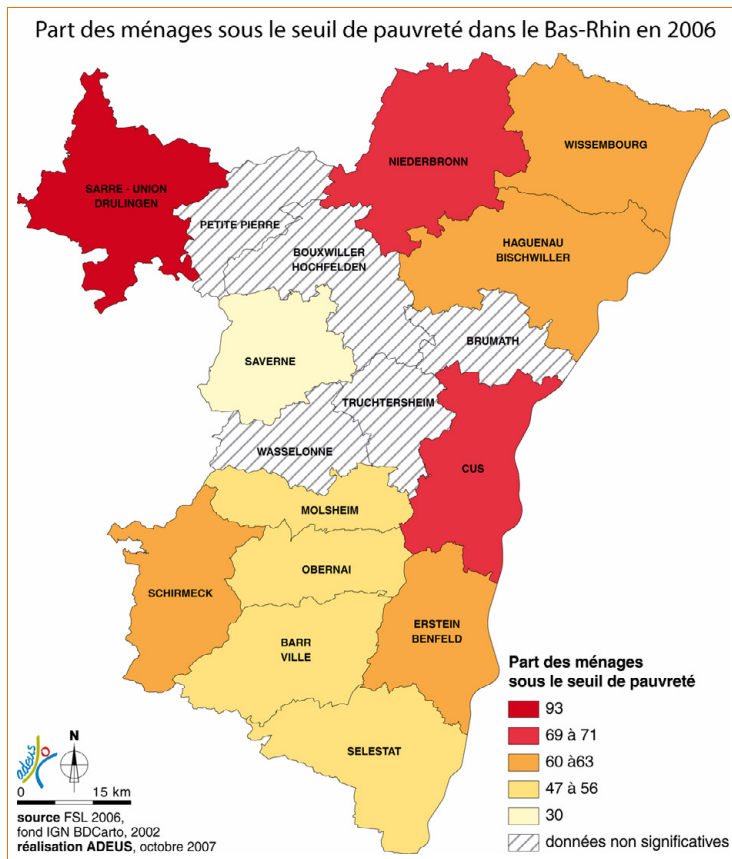 Part des ménages sous le seuil de pauvreté dans le Bas-Rhin en 2006
WISSEMBOURG
NIEDERBRONN
SARRE - UNION
DRULINGEN
PETITE PIERRE
HAGUENAU
BISCHWILLER
BOUXWILLER
HOCHFELDEN
BRUMATH
SAVERNE
TRUCHTERSHEIM
WASSELONNE
CUS
MOLSHEIM
OBERNAI
SCHIRMECK
ERSTEIN
BENFELD
BARR
VILLE
SELESTAT
Part des ménages
sous le seuil de pauvreté
93
69 à 71
60 à63
47 à 56
30
données non significatives
adeus
N
0 15 km
source FSL 2006,
fond IGN BDCarto, 2002
réalisation ADEUS, octobre 2007